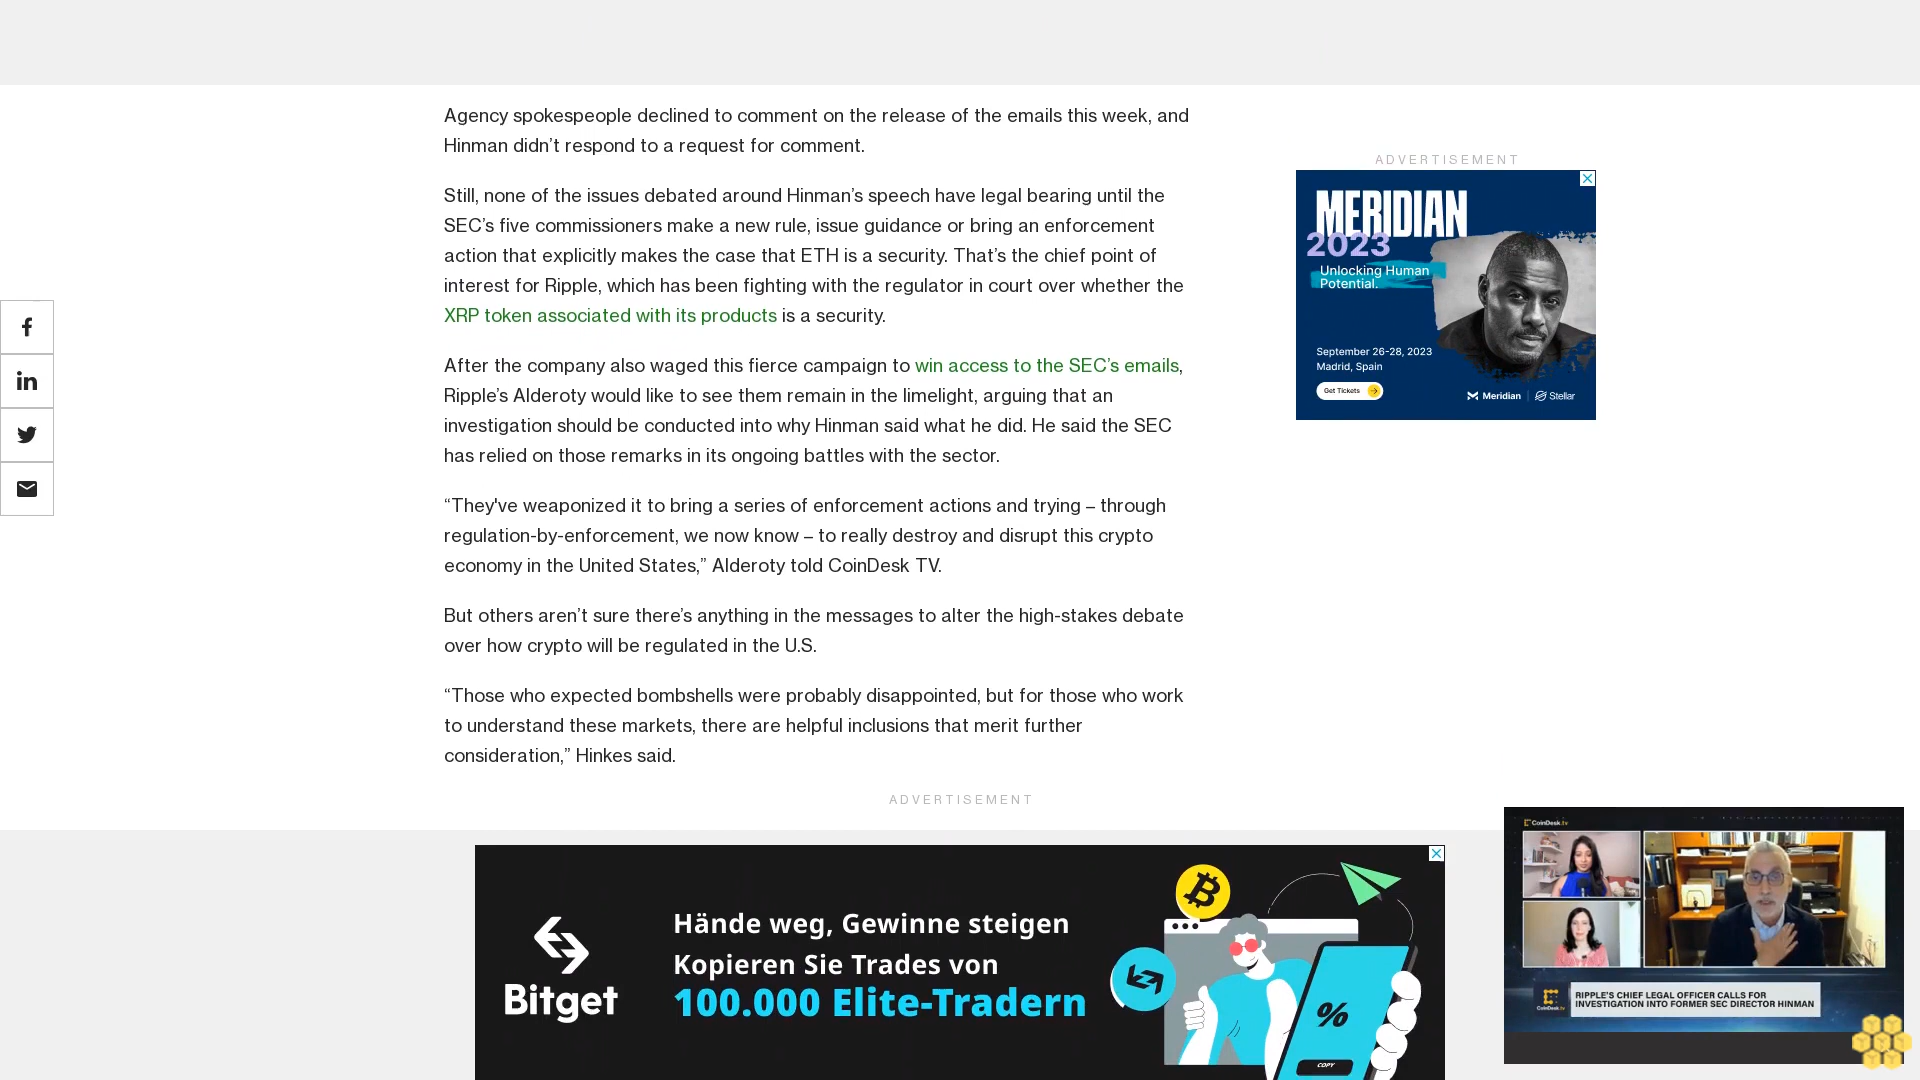 Agency spokespeople declined to comment on the release of the emails this week, and
Hinman didn’t respond to a request for comment.
Still, none of the issues debated around Hinman’s speech have legal bearing until the
SEC’s five commissioners make a new rule, issue guidance or bring an enforcement
action that explicitly makes the case that ETH is a security. That’s the chief point of
interest for Ripple, which has been fighting with the regulator in court over whether the
XRP token associated with its products is a security.
After the company also waged this fierce campaign to win access to the SEC’s emails,
Ripple’s Alderoty would like to see them remain in the limelight, arguing that an
investigation should be conducted into why Hinman said what he did. He said the SEC
has relied on those remarks in its ongoing battles with the sector.
“They've weaponized it to bring a series of enforcement actions and trying – through
regulation-by-enforcement, we now know – to really destroy and disrupt this crypto
economy in the United States,” Alderoty told CoinDesk TV.
But others aren’t sure there’s anything in the messages to alter the high-stakes debate
over how crypto will be regulated in the U.S.
“Those who expected bombshells were probably disappointed, but for those who work
to understand these markets, there are helpful inclusions that merit further
consideration,” Hinkes said.
ADVERTISEMENT
MERIDIAN
2023
Unlocking Human
Potential.
September 26-28, 2023
Madrid, Spain
Get Tickets
Meridian | Stellar
ADVERTISEMENT
Bitget
Hände weg, Gewinne steigen
Kopieren Sie Trades von
100.000 Elite-Tradern
%
COPY
CoinDesk.tv
RIPPLE'S CHIEF LEGAL OFFICER CALLS FOR
INVESTIGATION INTO FORMER SEC DIRECTOR HINMAN
CoinDesk.tv